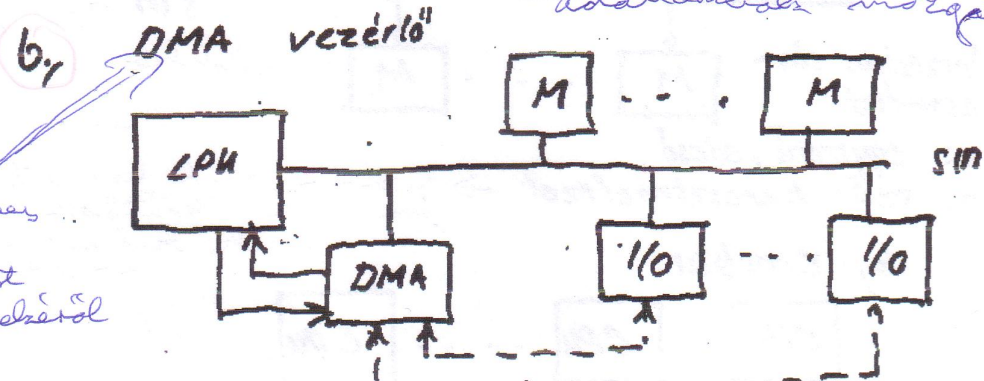 b, DMA vezérlő
M - - - . M
CPU
sín
DMA
I/O - - - . I/O